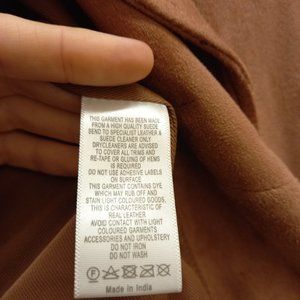 THIS GARMENT HAS BEEN MADE
FROM A HIGH QUALITY SUEDE
SEND TO SPECIALIST LEATHER &
SUEDE CLEANER ONLY
DRYCLEANERS ARE ADVISED
TO COVER ALL TRIMS AND
RE-TAPE OR GLUING OF HEMS
IS REQUIRED
DO NOT USE ADHESIVE LABELS
ON SURFACE
THIS GARMENT CONTAINS DYE
WHICH MAY RUB OFF AND
STAIN LIGHT COLOURED GOODS,
THIS IS CHARACTERISTIC OF
REAL LEATHER
AVOID CONTACT WITH LIGHT
COLOURED GARMENTS
ACCESSORIES AND UPHOLSTERY
DO NOT IRON
DO NOT WASH
F
Made in India